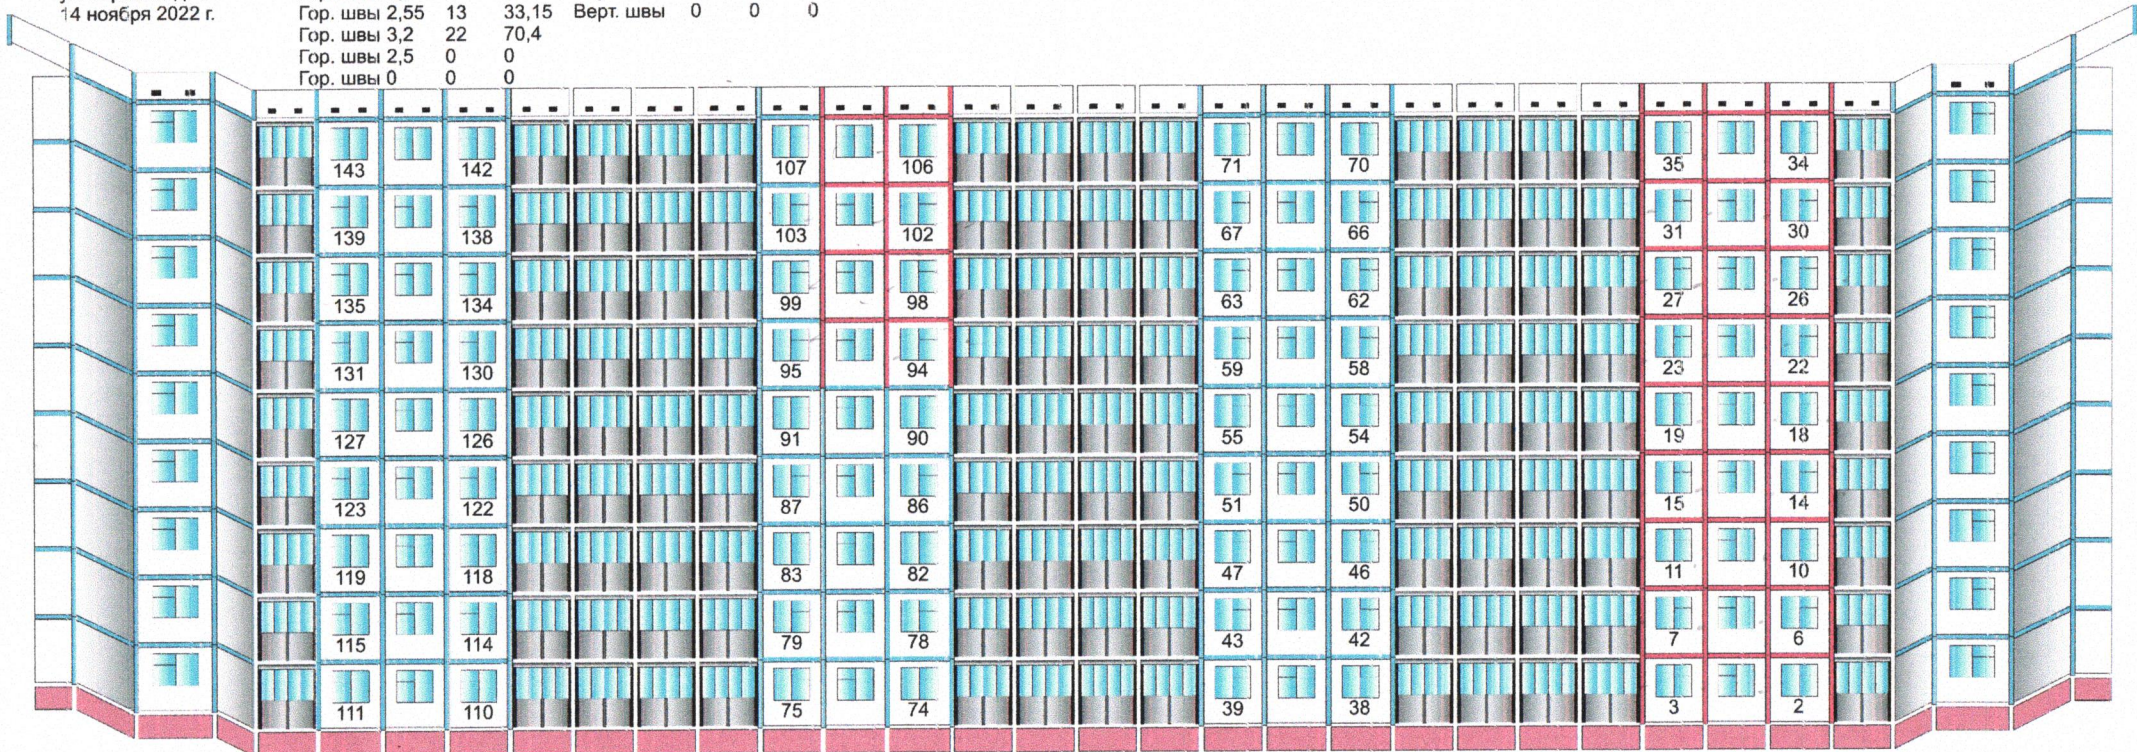 14 ноября 2022 г.
Гор. швы 2,55 13 33,15 Верт. швы 0 0 0
Гор. швы 3,2 22 70,4
Гор. швы 2,5 0 0
Гор. швы 0 0 0
143 142 107 106 71 70 35 34
139 138 103 102 67 66 31 30
135 134 99 98 63 62 27 26
131 130 95 94 59 58 23 22
127 126 91 90 55 54 19 18
123 122 87 86 51 50 15 14
119 118 83 82 47 46 11 10
115 114 79 78 43 42 7 6
111 110 75 74 39 38 3 2